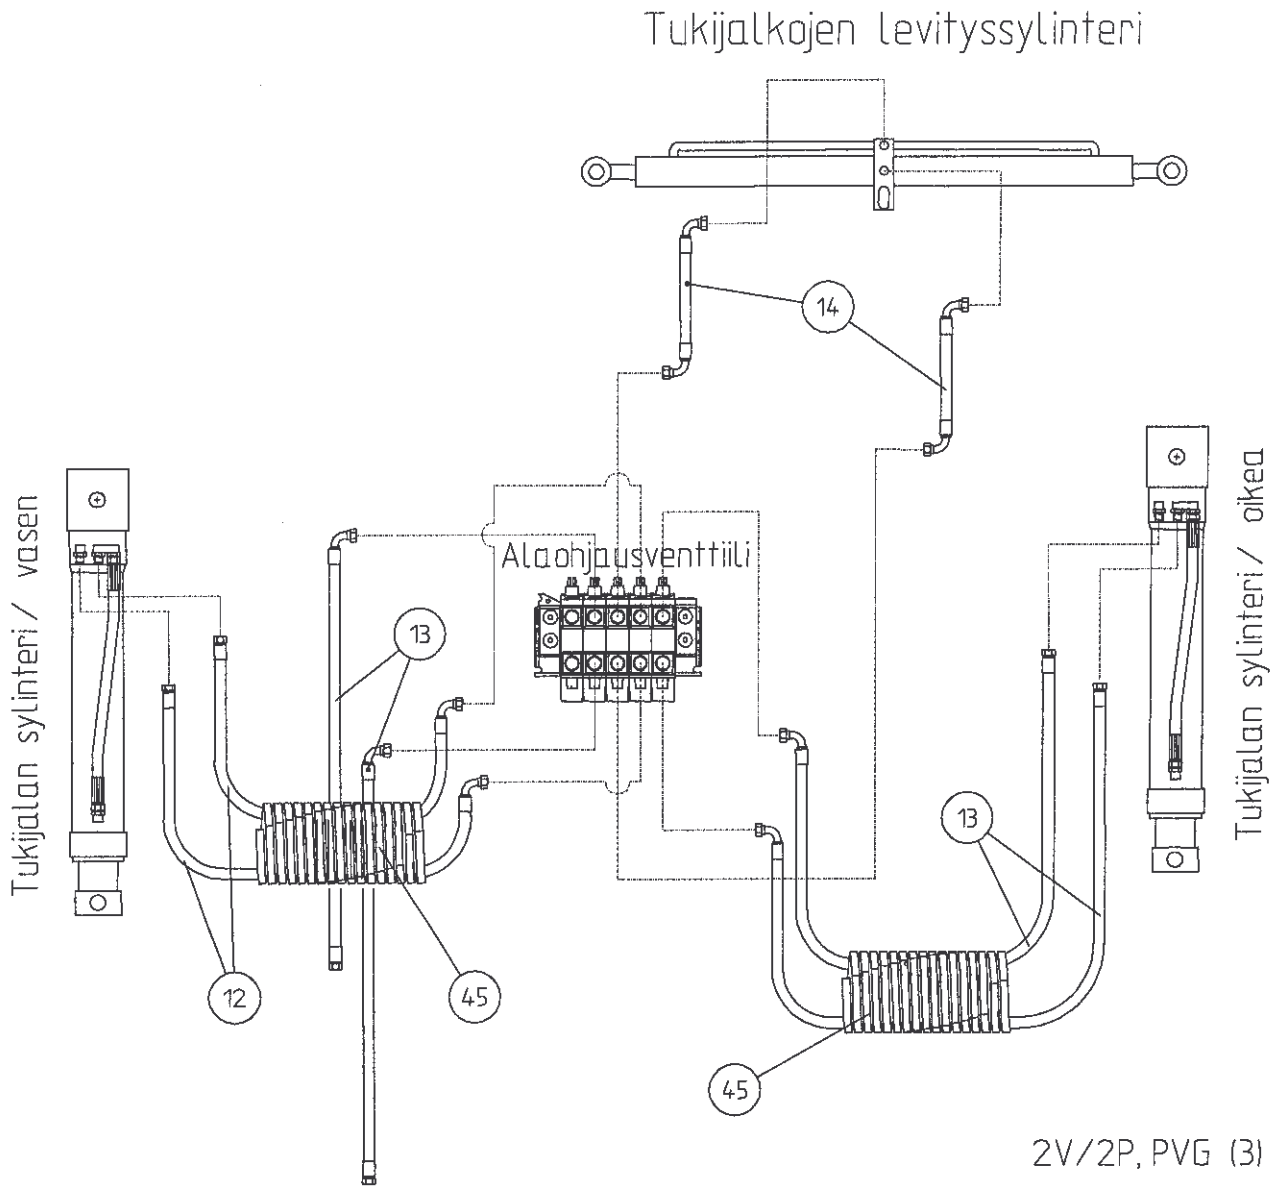 Tukijalkojen levityssylinteri
14
Tukijalan sylinteri / vasen
Alaohjausventtiili
Tukijalan sylinteri / oikea
13
13
12
45
45
2V/2P, PVG (3)